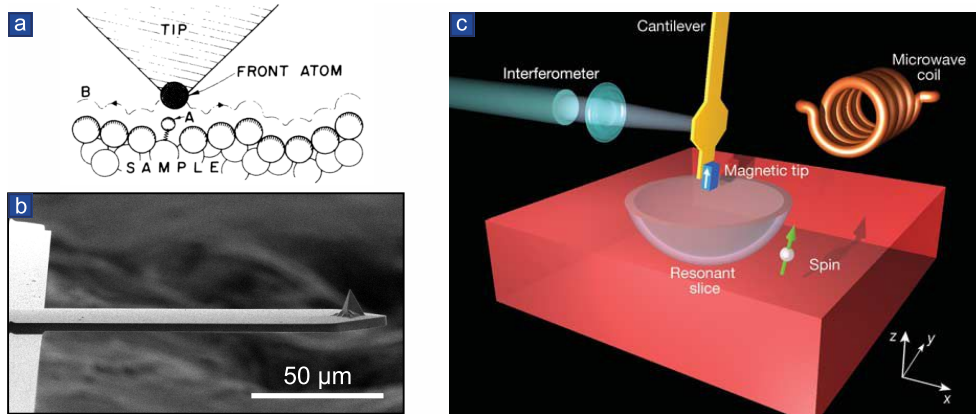 a
TIP
FRONT ATOM
B
A
SAMPLE
b
50 µm
c
Cantilever
Interferometer
Microwave
coil
Magnetic tip
Resonant
slice
Spin
z
y
x